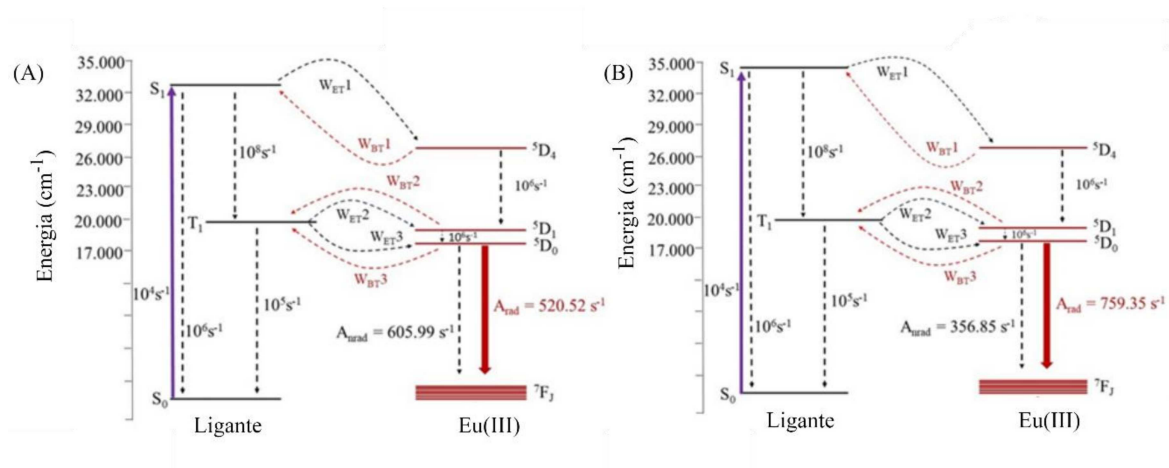 (A)
Energia (cm⁻¹)
35.000
32.000
29.000
26.000
23.000
20.000
17.000
S₁
T₁
S₀
W_ET1
W_BT1
W_BT2
W_ET2
W_ET3
W_BT3
10⁸s⁻¹
10⁶s⁻¹
10⁶s⁻¹
10⁴s⁻¹
10⁶s⁻¹
10⁵s⁻¹
⁵D₄
⁵D₁
⁵D₀
A_rad = 520.52 s⁻¹
A_nrad = 605.99 s⁻¹
⁷F_J
Ligante
Eu(III)
(B)
Energia (cm⁻¹)
35.000
32.000
29.000
26.000
23.000
20.000
17.000
S₁
T₁
S₀
W_ET1
W_BT1
W_BT2
W_ET2
W_ET3
W_BT3
10⁸s⁻¹
10⁶s⁻¹
10⁶s⁻¹
10⁴s⁻¹
10⁶s⁻¹
10⁵s⁻¹
⁵D₄
⁵D₁
⁵D₀
A_rad = 759.35 s⁻¹
A_nrad = 356.85 s⁻¹
⁷F_J
Ligante
Eu(III)